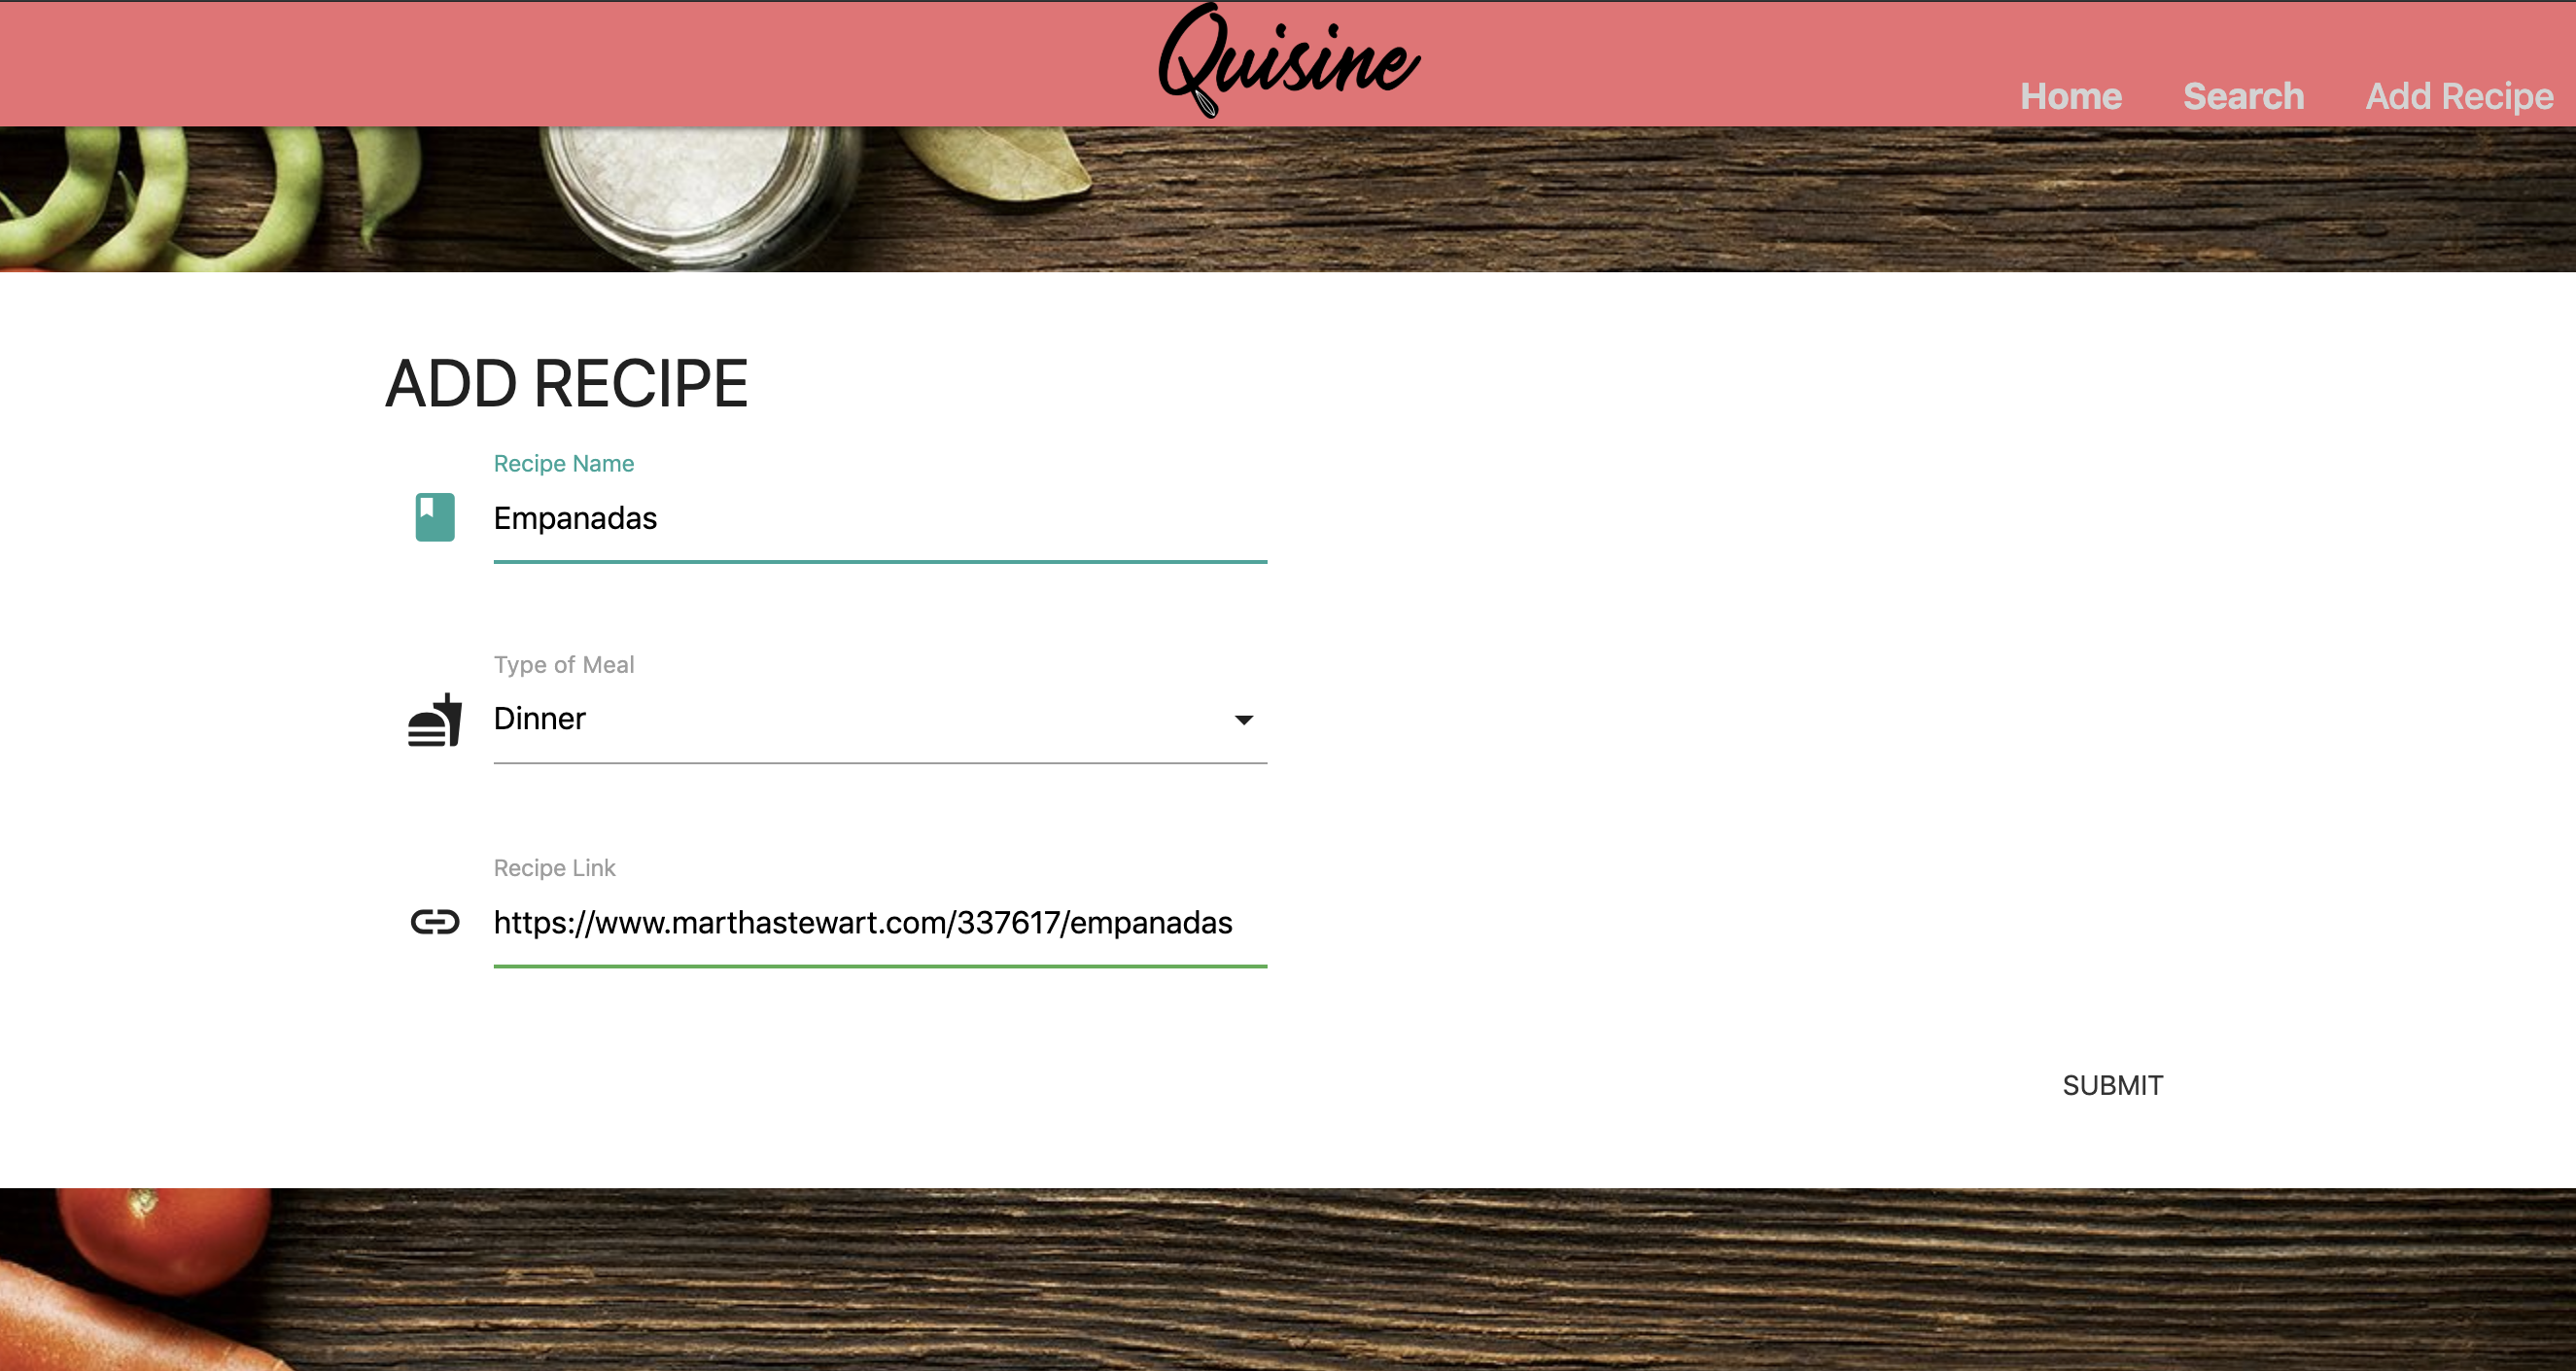 Quisine
Home Search Add Recipe
ADD RECIPE
Recipe Name
Empanadas
Type of Meal
Dinner
Recipe Link
https://www.marthastewart.com/337617/empanadas
SUBMIT